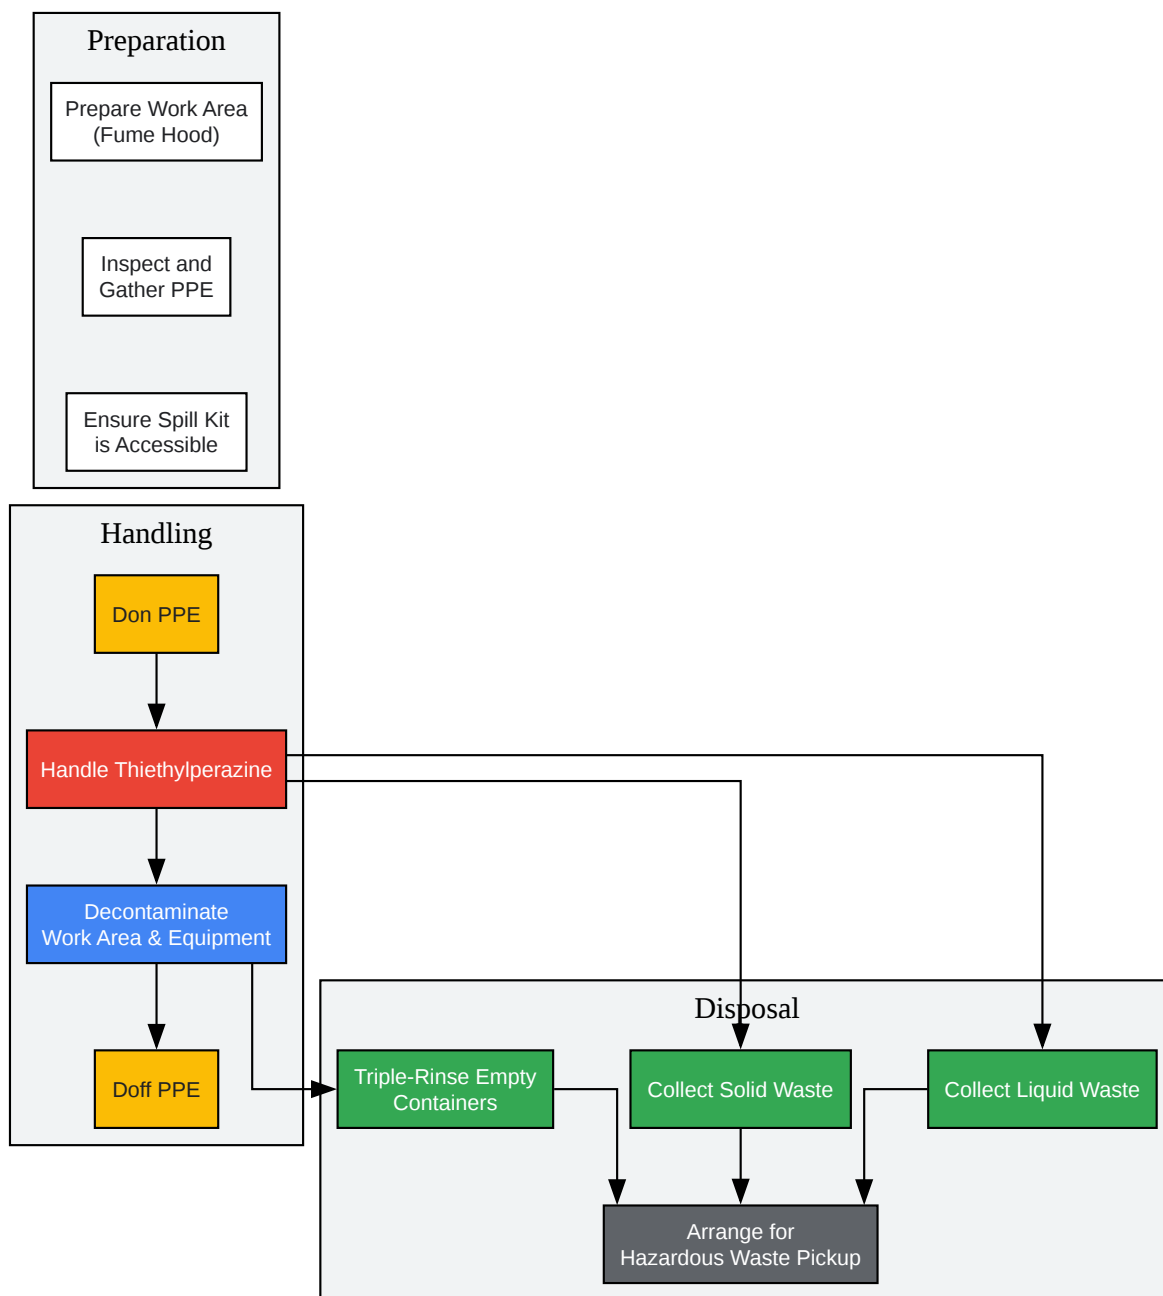 Preparation
Prepare Work Area
(Fume Hood)
Inspect and
Gather PPE
Ensure Spill Kit
is Accessible
Handling
Don PPE
Handle Thiethylperazine
Decontaminate
Work Area & Equipment
Doff PPE
Disposal
Triple-Rinse Empty
Containers
Collect Solid Waste
Collect Liquid Waste
Arrange for
Hazardous Waste Pickup